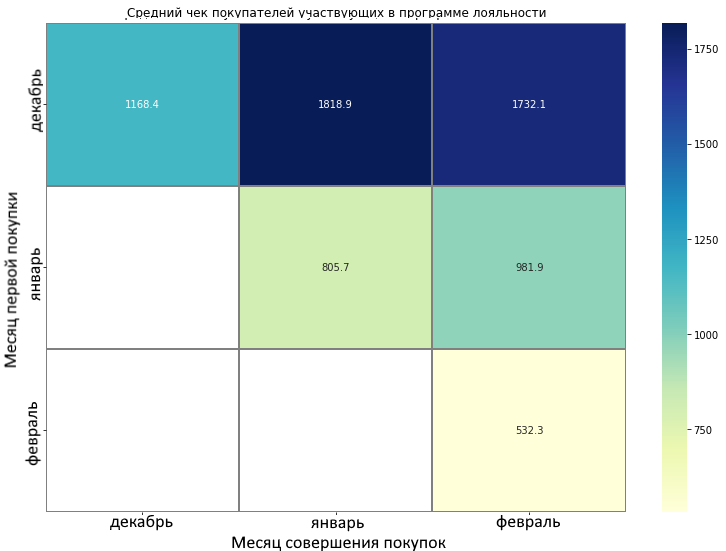 Средний чек покупателей участвующих в программе лояльности
1750
1500
1250
1000
750
Месяц первой покупки
декабрь
1168.4 1818.9 1732.1
январь
805.7 981.9
февраль
532.3
декабрь январь февраль
Месяц совершения покупок